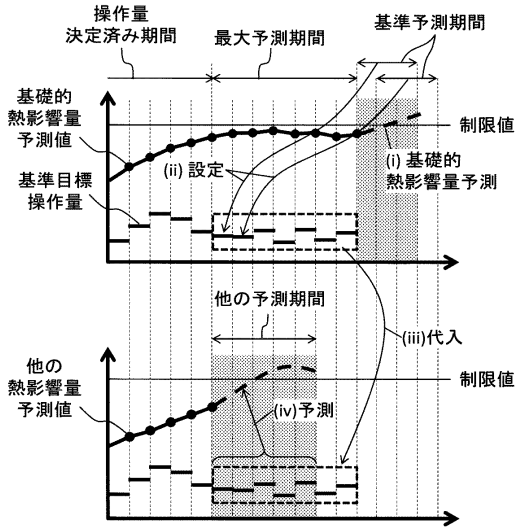 操作量
決定済み期間
最大予測期間
基準予測期間
基礎的
熱影響量
予測値
制限値
(ii) 設定
(i) 基礎的
熱影響量予測
基準目標
操作量
他の予測期間
(iii)代入
他の
熱影響量
予測値
制限値
(iv)予測